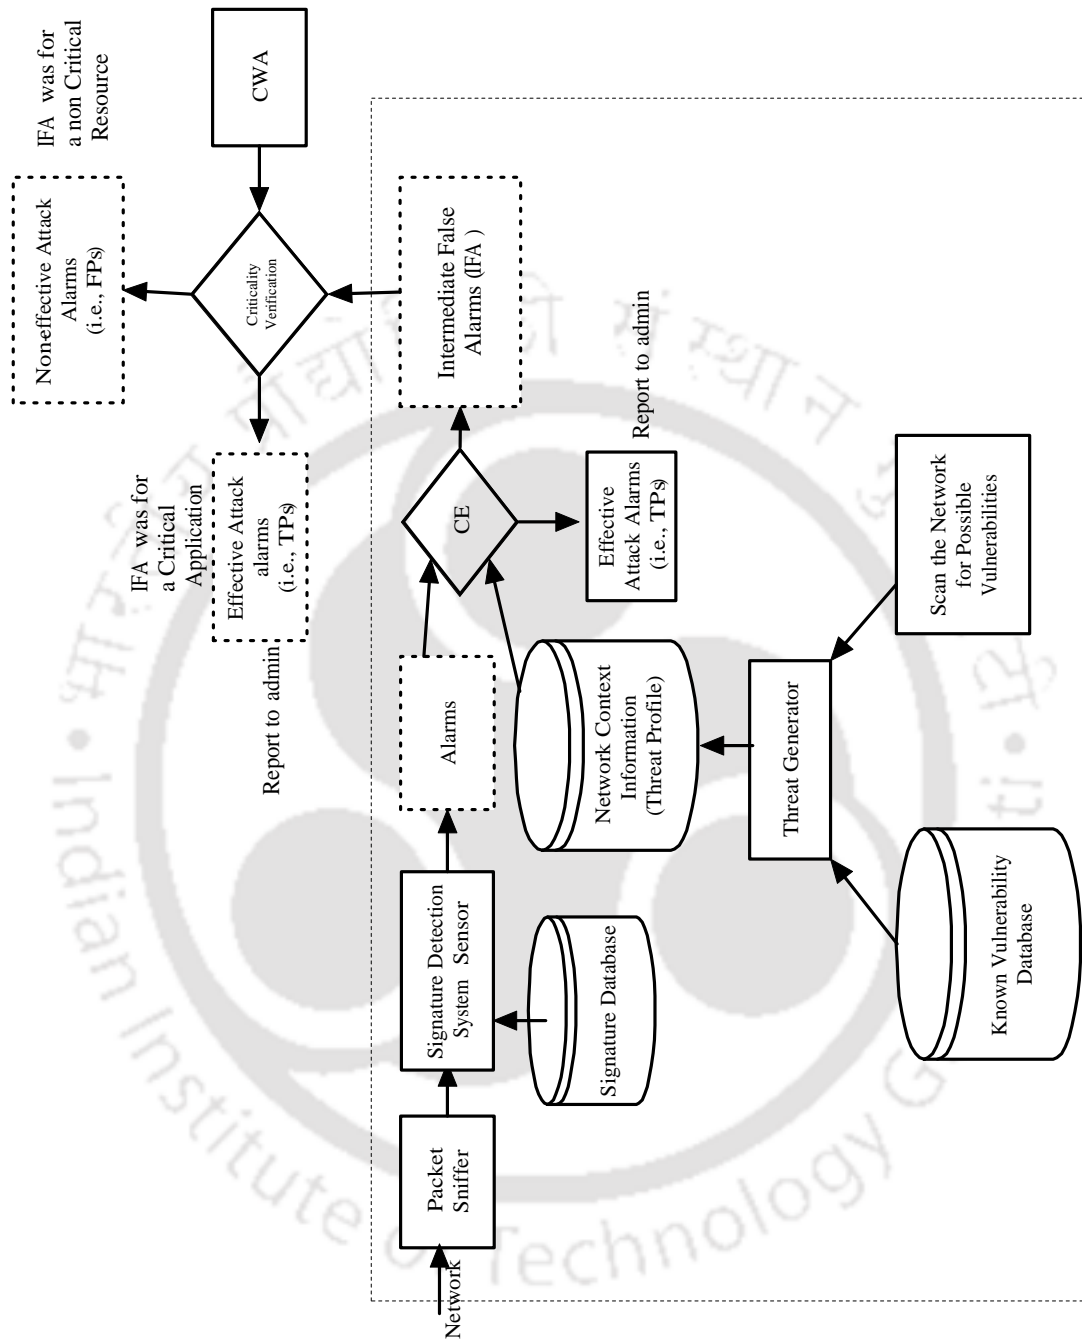 Non-effective Attack
Alarms
(i.e., FPs)
IFA was for
a non Critical
Resource
IFA was for
a Critical
Application
Effective Attack
alarms
(i.e., TPs)
Report to admin
Criticality
Verification
CWA
Network
Packet
Sniffer
Signature Detection
System Sensor
Alarms
CE
Intermediate False
Alarms (IFA )
Signature Database
Network Context
Information
(Threat Profile)
Effective
Attack Alarms
(i.e., TPs)
Report to admin
Threat Generator
Known Vulnerability
Database
Scan the Network
for Possible
Vulnerabilities
संस्थान
Indian Institute of Technology